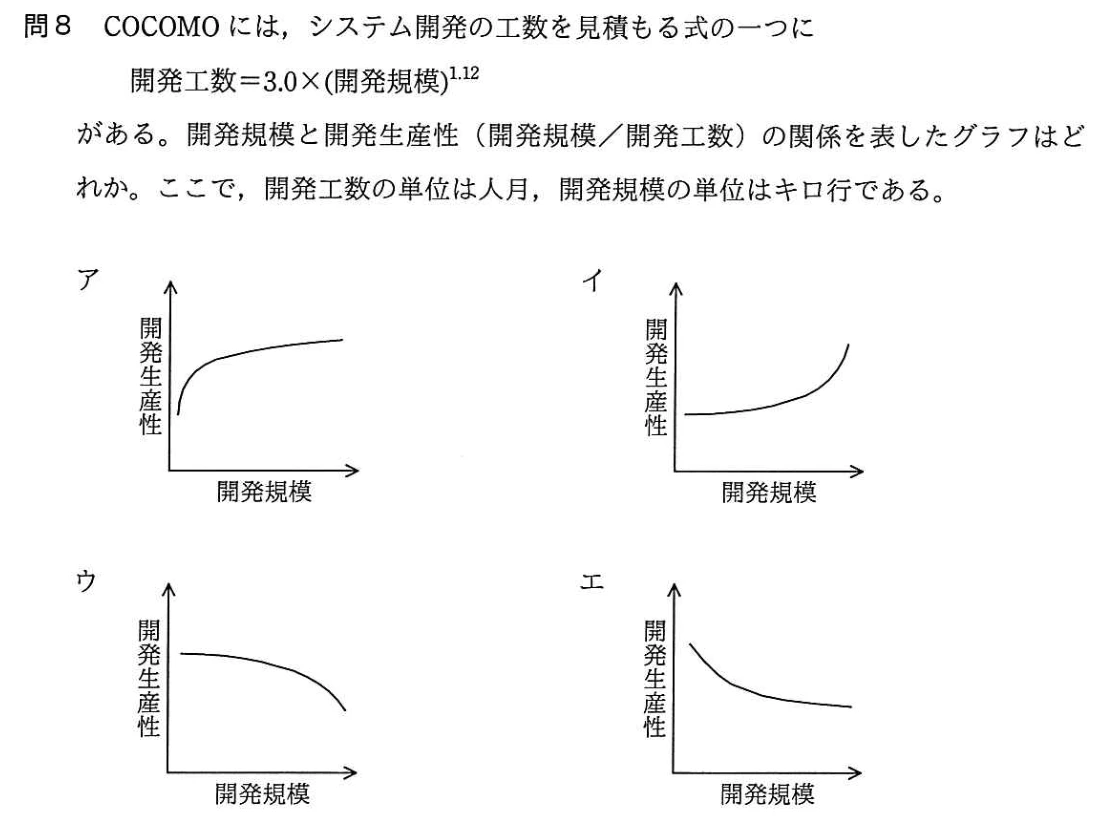 問8 COCOMO には，システム開発の工数を見積もる式の一つに
開発工数＝3.0×(開発規模)1.12
がある。開発規模と開発生産性（開発規模／開発工数）の関係を表したグラフはど
れか。ここで，開発工数の単位は人月，開発規模の単位はキロ行である。
ア
開発生産性
開発規模
イ
開発生産性
開発規模
ウ
開発生産性
開発規模
エ
開発生産性
開発規模